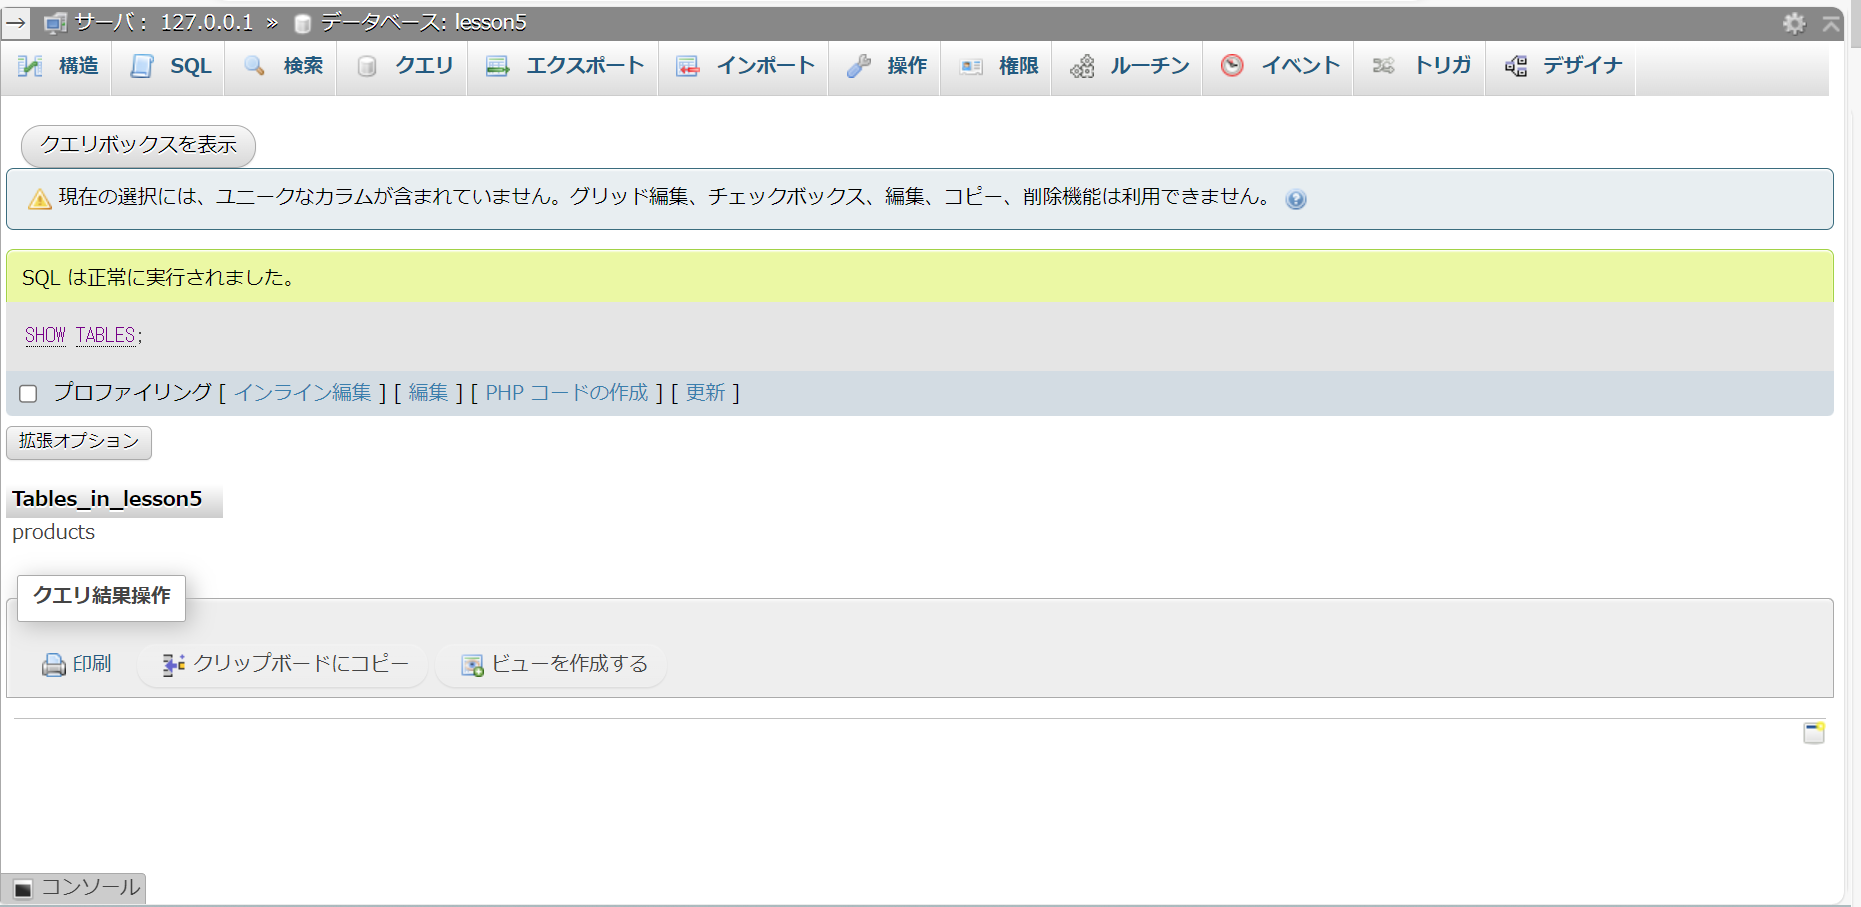 サーバ： 127.0.0.1 » データベース: lesson5
構造 SQL 検索 クエリ エクスポート インポート 操作 権限 ルーチン イベント トリガ デザイナ
クエリボックスを表示
現在の選択には、ユニークなカラムが含まれていません。グリッド編集、チェックボックス、編集、コピー、削除機能は利用できません。
SQL は正常に実行されました。
SHOW TABLES;
プロファイリング [ インライン編集 ] [ 編集 ] [ PHP コードの作成 ] [ 更新 ]
拡張オプション
Tables_in_lesson5
products
クエリ結果操作
印刷 クリップボードにコピー ビューを作成する
コンソール